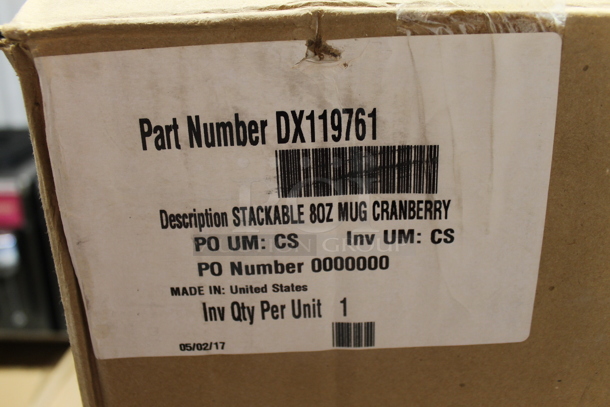 Part Number DX119761
Description STACKABLE 8OZ MUG CRANBERRY
PO UM: CS Inv UM: CS
PO Number 0000000
MADE IN: United States
Inv Qty Per Unit 1
05/02/17
GROUP